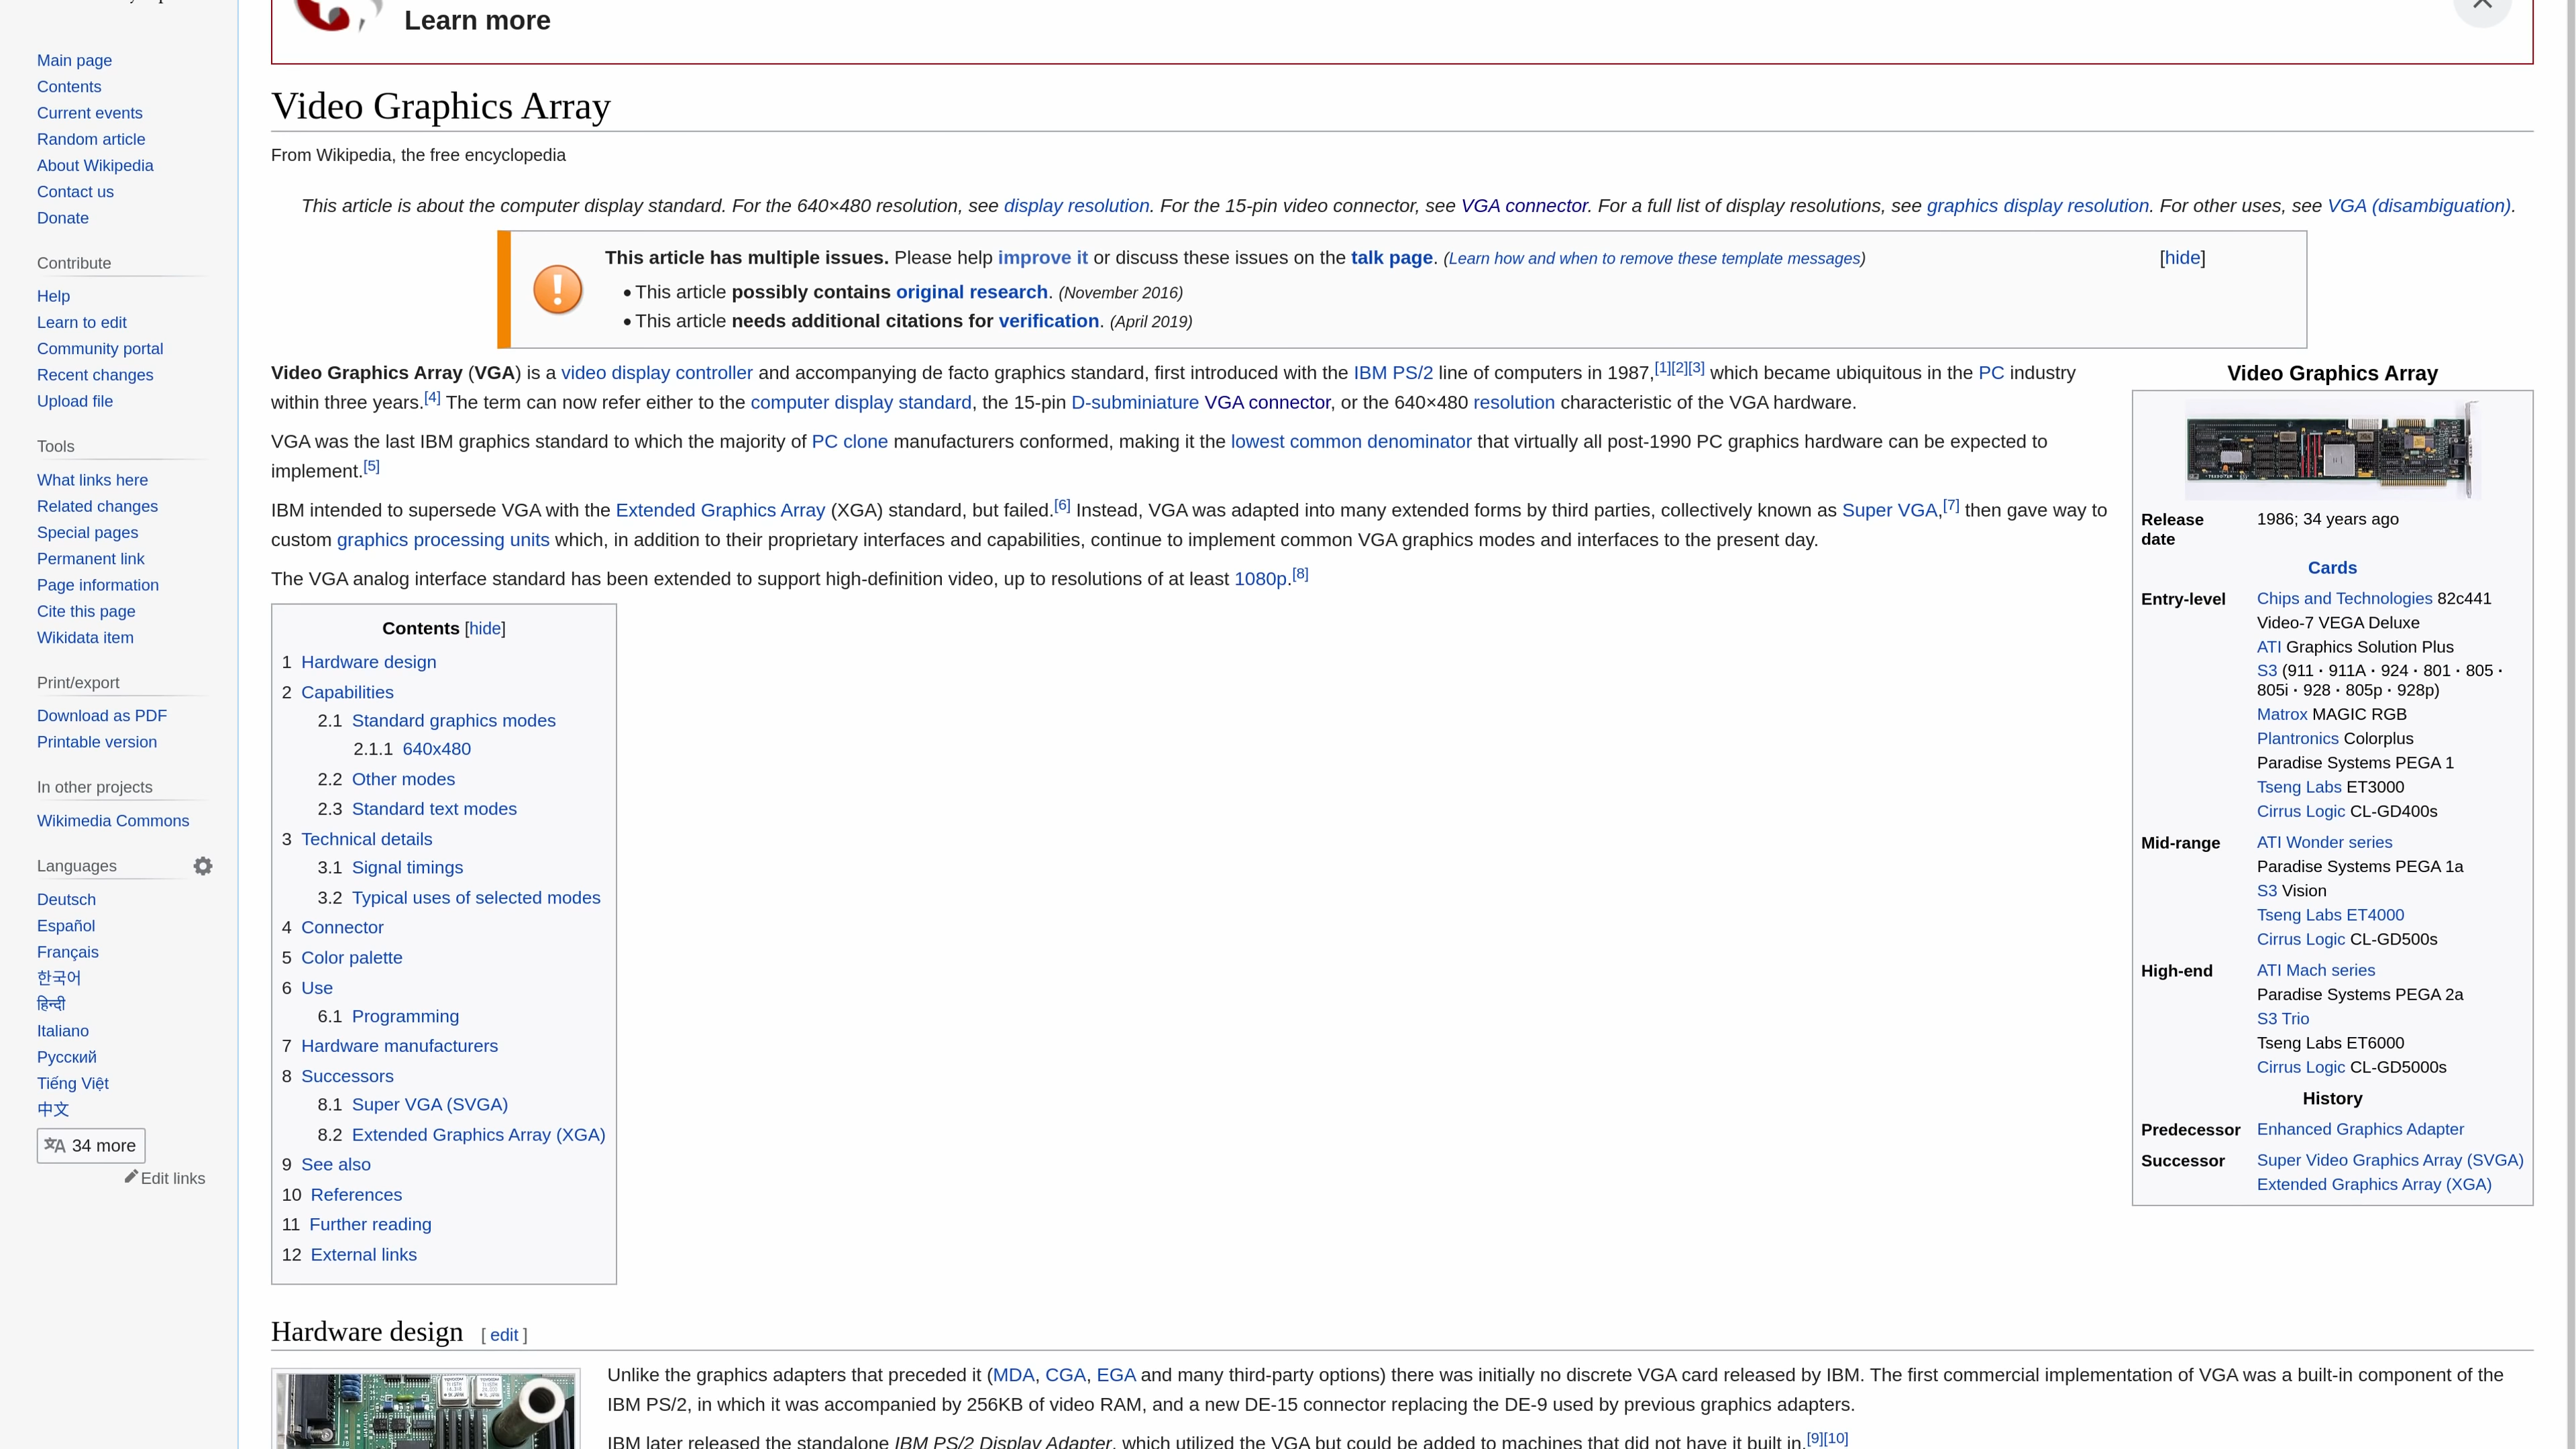 Learn more
Main page
Contents
Current events
Random article
About Wikipedia
Contact us
Donate
Contribute
Help
Learn to edit
Community portal
Recent changes
Upload file
Tools
What links here
Related changes
Special pages
Permanent link
Page information
Cite this page
Wikidata item
Print/export
Download as PDF
Printable version
In other projects
Wikimedia Commons
Languages
Deutsch
Español
Français
한국어
हिन्दी
Italiano
Русский
Tiếng Việt
中文
34 more
Edit links
Video Graphics Array
From Wikipedia, the free encyclopedia
This article is about the computer display standard. For the 640×480 resolution, see display resolution. For the 15-pin video connector, see VGA connector. For a full list of display resolutions, see graphics display resolution. For other uses, see VGA (disambiguation).
This article has multiple issues. Please help improve it or discuss these issues on the talk page. (Learn how and when to remove these template messages) [hide]
• This article possibly contains original research. (November 2016)
• This article needs additional citations for verification. (April 2019)
Video Graphics Array (VGA) is a video display controller and accompanying de facto graphics standard, first introduced with the IBM PS/2 line of computers in 1987,[1][2][3] which became ubiquitous in the PC industry
within three years.[4] The term can now refer either to the computer display standard, the 15-pin D-subminiature VGA connector, or the 640×480 resolution characteristic of the VGA hardware.
VGA was the last IBM graphics standard to which the majority of PC clone manufacturers conformed, making it the lowest common denominator that virtually all post-1990 PC graphics hardware can be expected to
implement.[5]
IBM intended to supersede VGA with the Extended Graphics Array (XGA) standard, but failed.[6] Instead, VGA was adapted into many extended forms by third parties, collectively known as Super VGA,[7] then gave way to
custom graphics processing units which, in addition to their proprietary interfaces and capabilities, continue to implement common VGA graphics modes and interfaces to the present day.
The VGA analog interface standard has been extended to support high-definition video, up to resolutions of at least 1080p.[8]
Contents [hide]
1 Hardware design
2 Capabilities
2.1 Standard graphics modes
2.1.1 640x480
2.2 Other modes
2.3 Standard text modes
3 Technical details
3.1 Signal timings
3.2 Typical uses of selected modes
4 Connector
5 Color palette
6 Use
6.1 Programming
7 Hardware manufacturers
8 Successors
8.1 Super VGA (SVGA)
8.2 Extended Graphics Array (XGA)
9 See also
10 References
11 Further reading
12 External links
Video Graphics Array
Release 1986; 34 years ago
date
Cards
Entry-level Chips and Technologies 82c441
Video-7 VEGA Deluxe
ATI Graphics Solution Plus
S3 (911 · 911A · 924 · 801 · 805 ·
805i · 928 · 805p · 928p)
Matrox MAGIC RGB
Plantronics Colorplus
Paradise Systems PEGA 1
Tseng Labs ET3000
Cirrus Logic CL-GD400s
Mid-range ATI Wonder series
Paradise Systems PEGA 1a
S3 Vision
Tseng Labs ET4000
Cirrus Logic CL-GD500s
High-end ATI Mach series
Paradise Systems PEGA 2a
S3 Trio
Tseng Labs ET6000
Cirrus Logic CL-GD5000s
History
Predecessor Enhanced Graphics Adapter
Successor Super Video Graphics Array (SVGA)
Extended Graphics Array (XGA)
Hardware design [ edit ]
Unlike the graphics adapters that preceded it (MDA, CGA, EGA and many third-party options) there was initially no discrete VGA card released by IBM. The first commercial implementation of VGA was a built-in component of the
IBM PS/2, in which it was accompanied by 256KB of video RAM, and a new DE-15 connector replacing the DE-9 used by previous graphics adapters.
IBM later released the standalone IBM PS/2 Display Adapter, which utilized the VGA but could be added to machines that did not have it built in.[9][10]